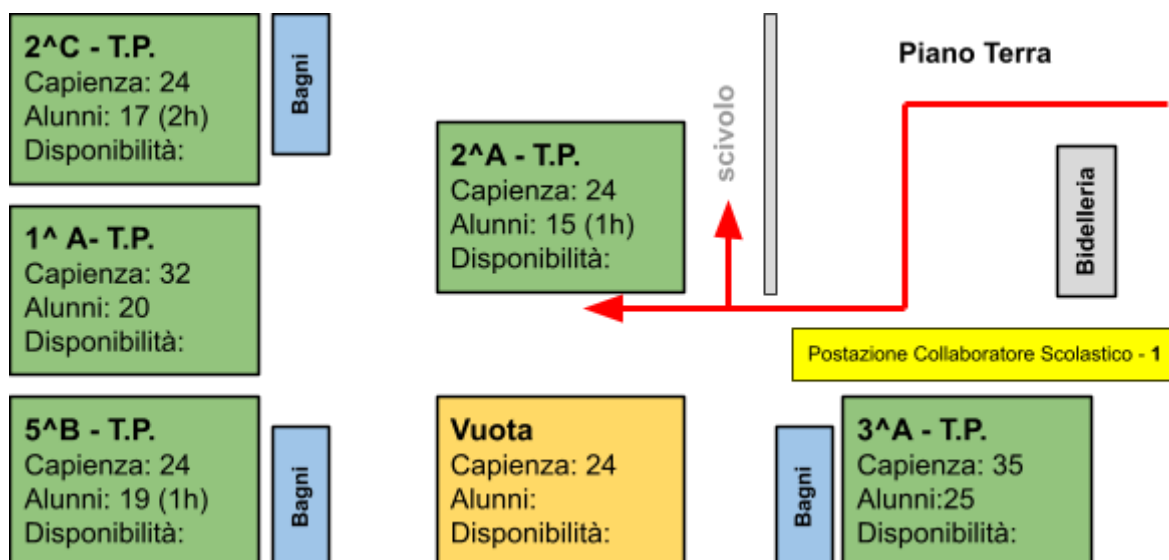 2^C - T.P.
Capienza: 24
Alunni: 17 (2h)
Disponibilità:
Bagni
Piano Terra
scivolo
2^A - T.P.
Capienza: 24
Alunni: 15 (1h)
Disponibilità:
Bidelleria
1^ A- T.P.
Capienza: 32
Alunni: 20
Disponibilità:
Postazione Collaboratore Scolastico - 1
5^B - T.P.
Capienza: 24
Alunni: 19 (1h)
Disponibilità:
Bagni
Vuota
Capienza: 24
Alunni:
Disponibilità:
Bagni
3^A - T.P.
Capienza: 35
Alunni:25
Disponibilità: